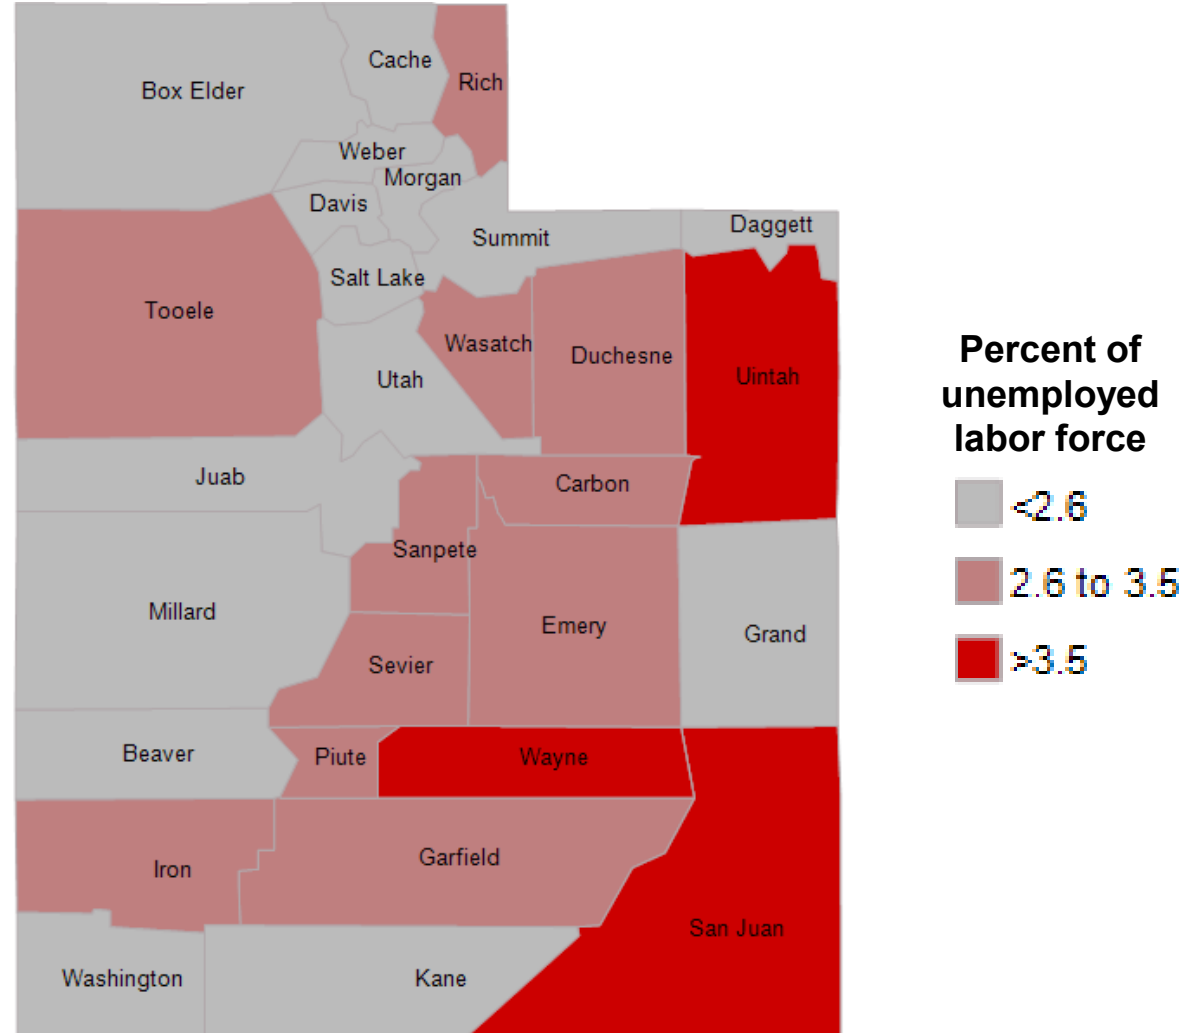 Cache
Rich
Box Elder
Weber
Morgan
Davis
Daggett
Summit
Salt Lake
Tooele
Wasatch
Duchesne
Uintah
Utah
Juab
Carbon
Sanpete
Millard
Emery
Grand
Sevier
Beaver
Piute
Wayne
Garfield
Iron
San Juan
Washington
Kane
Percent of
unemployed
labor force
<2.6
2.6 to 3.5
>3.5